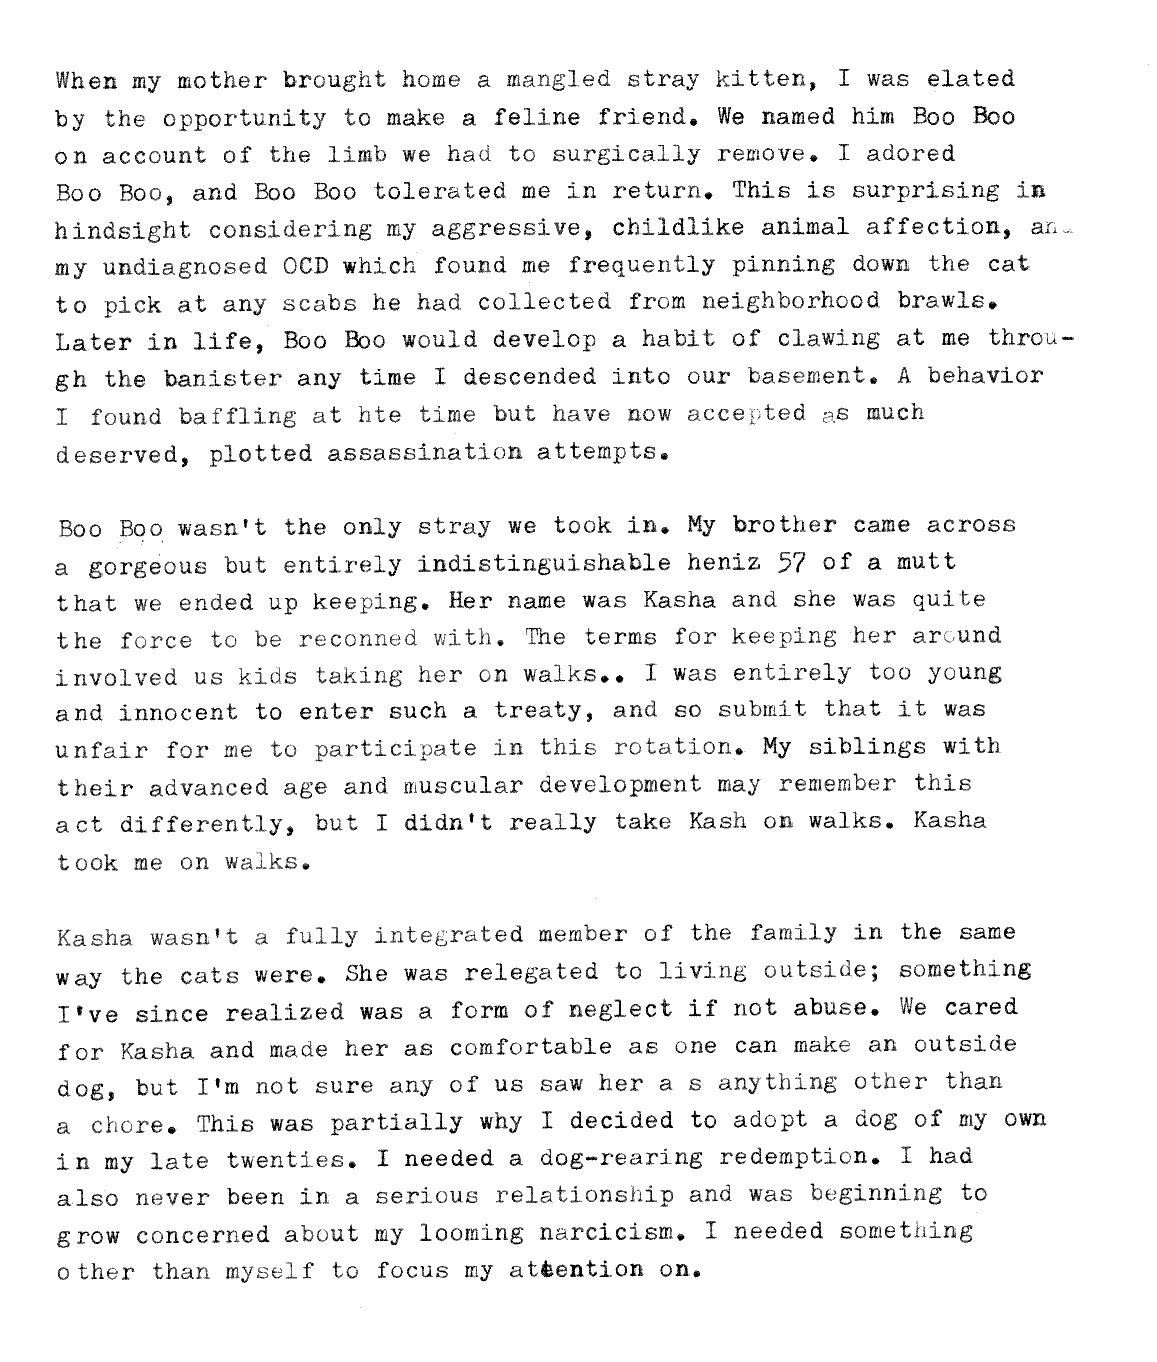 When my mother brought home a mangled stray kitten, I was elated
by the opportunity to make a feline friend. We named him Boo Boo
on account of the limb we had to surgically remove. I adored
Boo Boo, and Boo Boo tolerated me in return. This is surprising in
hindsight considering my aggressive, childlike animal affection, an
my undiagnosed OCD which found me frequently pinning down the cat
to pick at any scabs he had collected from neighborhood brawls.
Later in life, Boo Boo would develop a habit of clawing at me throu-
gh the banister any time I descended into our basement. A behavior
I found baffling at hte time but have now accepted as much
deserved, plotted assassination attempts.

Boo Boo wasn't the only stray we took in. My brother came across
a gorgeous but entirely indistinguishable heniz 57 of a mutt
that we ended up keeping. Her name was Kasha and she was quite
the force to be reconned with. The terms for keeping her around
involved us kids taking her on walks.. I was entirely too young
and innocent to enter such a treaty, and so submit that it was
unfair for me to participate in this rotation. My siblings with
their advanced age and muscular development may remember this
act differently, but I didn't really take Kash on walks. Kasha
took me on walks.

Kasha wasn't a fully integrated member of the family in the same
way the cats were. She was relegated to living outside; something
I've since realized was a form of neglect if not abuse. We cared
for Kasha and made her as comfortable as one can make an outside
dog, but I'm not sure any of us saw her a s anything other than
a chore. This was partially why I decided to adopt a dog of my own
in my late twenties. I needed a dog-rearing redemption. I had
also never been in a serious relationship and was beginning to
grow concerned about my looming narcicism. I needed something
other than myself to focus my attention on.